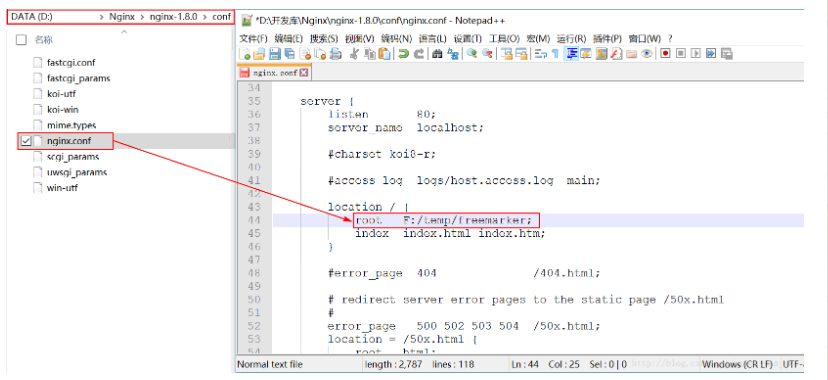 DATA (D:) > Nginx > nginx-1.8.0 > conf
名称
fastcgi.conf
fastcgi_params
koi-utf
koi-win
mime.types
nginx.conf
scgi_params
uwsgi_params
win-utf
*D:\开发库\Nginx\nginx-1.8.0\conf\nginx.conf - Notepad++
文件(F) 编辑(E) 搜索(S) 视图(V) 编码(N) 语言(L) 设置(T) 工具(O) 宏(M) 运行(R) 插件(P) 窗口(W) ?
nginx.conf
34
35 server {
36 listen 80;
37 server_name localhost;
38
39 #charset koi8-r;
40
41 #access_log logs/host.access.log main;
42
43 location / {
44 root F:/temp/freemarker;
45 index index.html index.htm;
46 }
47
48 #error_page 404 /404.html;
49
50 # redirect server error pages to the static page /50x.html
51 #
52 error_page 500 502 503 504 /50x.html;
53 location = /50x.html {
54 root html;
Normal text file length : 2,787 lines : 118 Ln : 44 Col : 25 Sel : 0 | 0 Windows (CR LF) UTF-